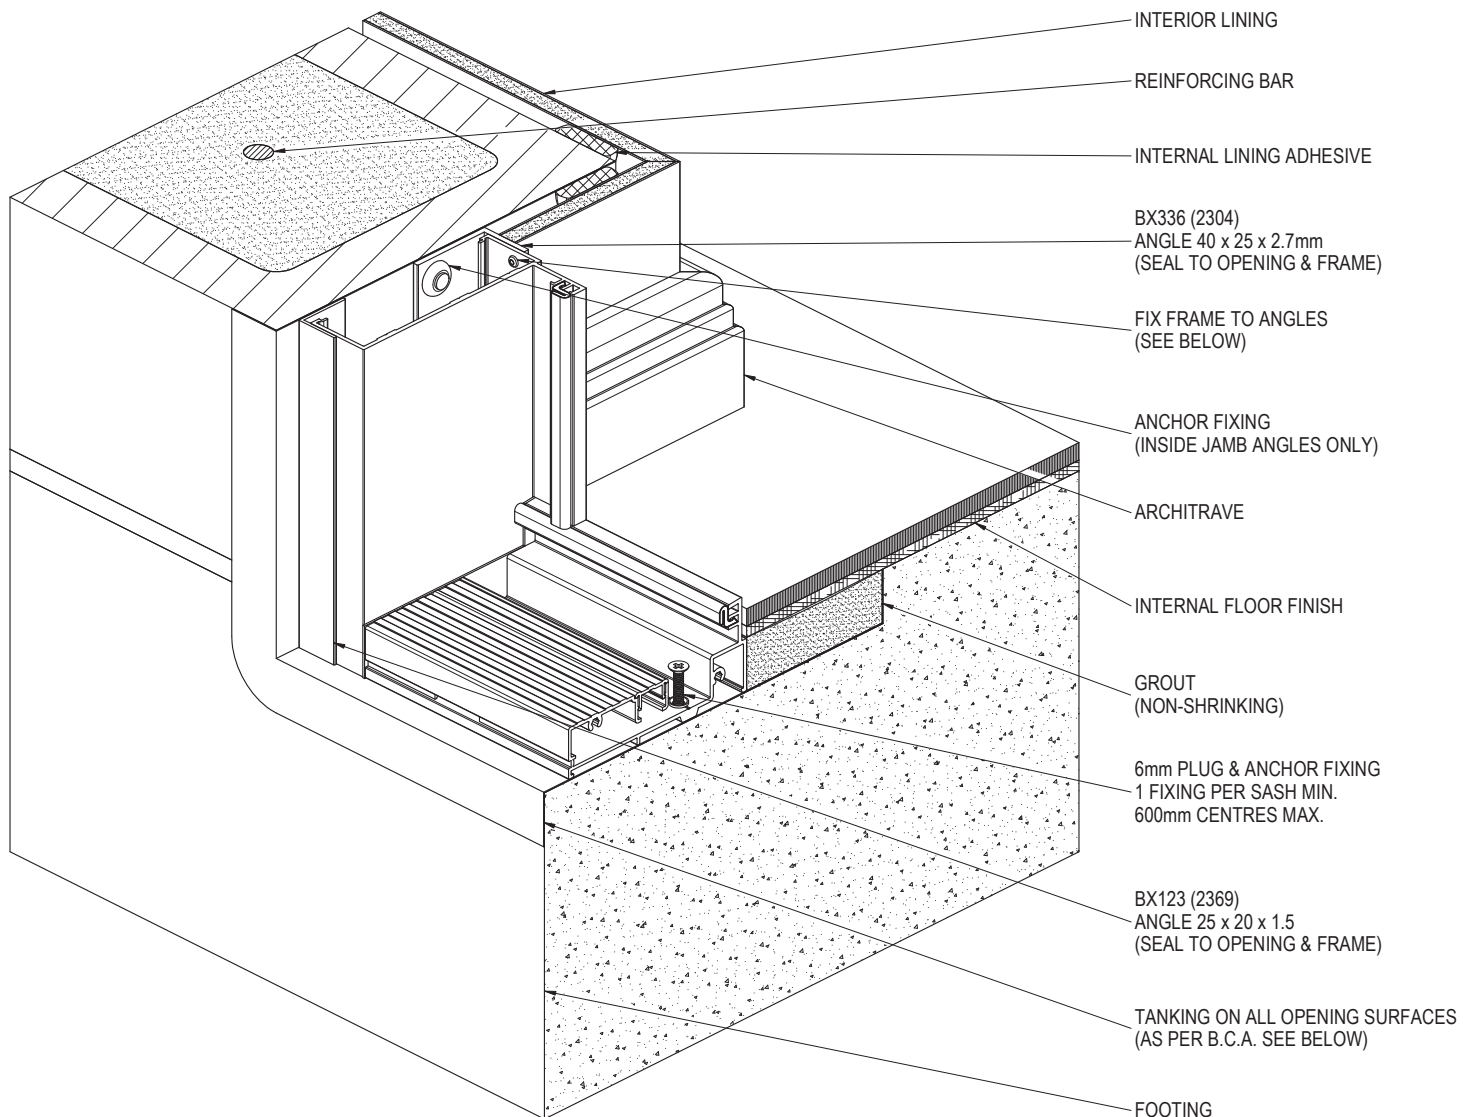 INTERIOR LINING
REINFORCING BAR
INTERNAL LINING ADHESIVE
BX336 (2304)
ANGLE 40 x 25 x 2.7mm
(SEAL TO OPENING & FRAME)
FIX FRAME TO ANGLES
(SEE BELOW)
ANCHOR FIXING
(INSIDE JAMB ANGLES ONLY)
ARCHITRAVE
INTERNAL FLOOR FINISH
GROUT
(NON-SHRINKING)
6mm PLUG & ANCHOR FIXING
1 FIXING PER SASH MIN.
600mm CENTRES MAX.
BX123 (2369)
ANGLE 25 x 20 x 1.5
(SEAL TO OPENING & FRAME)
TANKING ON ALL OPENING SURFACES
(AS PER B.C.A. SEE BELOW)
FOOTING